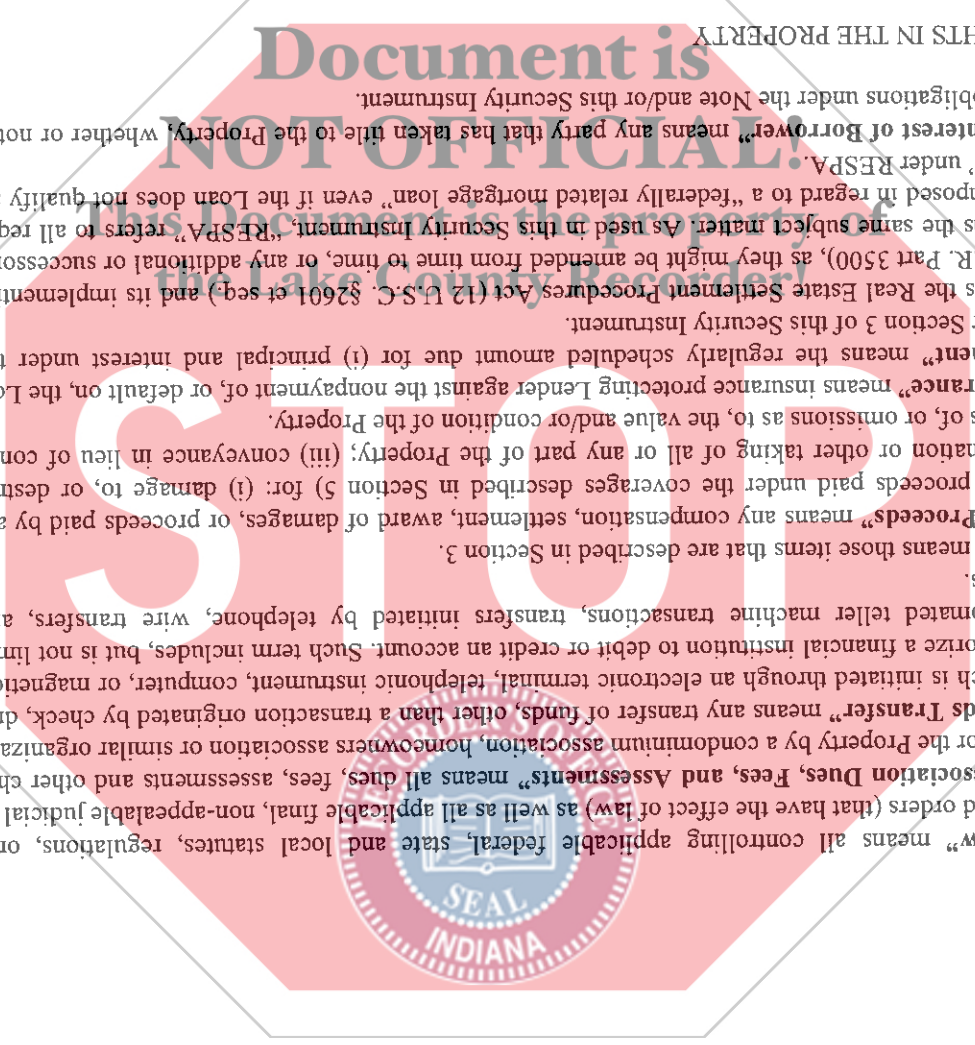 Document is
NOT OFFICIAL!
This Document is the property of
the Lake County Recorder!
STOP
RECORDER'S OFFICE
SEAL
INDIANA
w" means all controlling applicable federal, state and local statutes, regulations, or
d orders (that have the effect of law) as well as all applicable final, non-appealable judicial
ssociation Dues, Fees, and Assessments" means all dues, fees, assessments and other ch
or the Property by a condominium association, homeowners association or similar organiza
ds Transfer" means any transfer of funds, other than a transaction originated by check, dr
ch is initiated through an electronic terminal, telephonic instrument, computer, or magnetic
orize a financial institution to debit or credit an account. Such term includes, but is not lim
omated teller machine transactions, transfers initiated by telephone, wire transfers, a
s.
means those items that are described in Section 3.
Proceeds" means any compensation, settlement, award of damages, or proceeds paid by a
proceeds paid under the coverages described in Section 5) for: (i) damage to, or dest
nation or other taking of all or any part of the Property; (iii) conveyance in lieu of con
s of, or omissions as to, the value and/or condition of the Property.
rance" means insurance protecting Lender against the nonpayment of, or default on, the Lo
ment" means the regularly scheduled amount due for (i) principal and interest under t
r Section 3 of this Security Instrument.
s the Real Estate Settlement Procedures Act (12 U.S.C. §2601 et seq.) and its implementi
R. Part 3500), as they might be amended from time to time, or any additional or successor
s the same subject matter. As used in this Security Instrument, "RESPA" refers to all req
posed in regard to a "federally related mortgage loan" even if the Loan does not qualify a
" under RESPA.
nterest of Borrower" means any party that has taken title to the Property, whether or not
obligations under the Note and/or this Security Instrument.
HTS IN THE PROPERTY